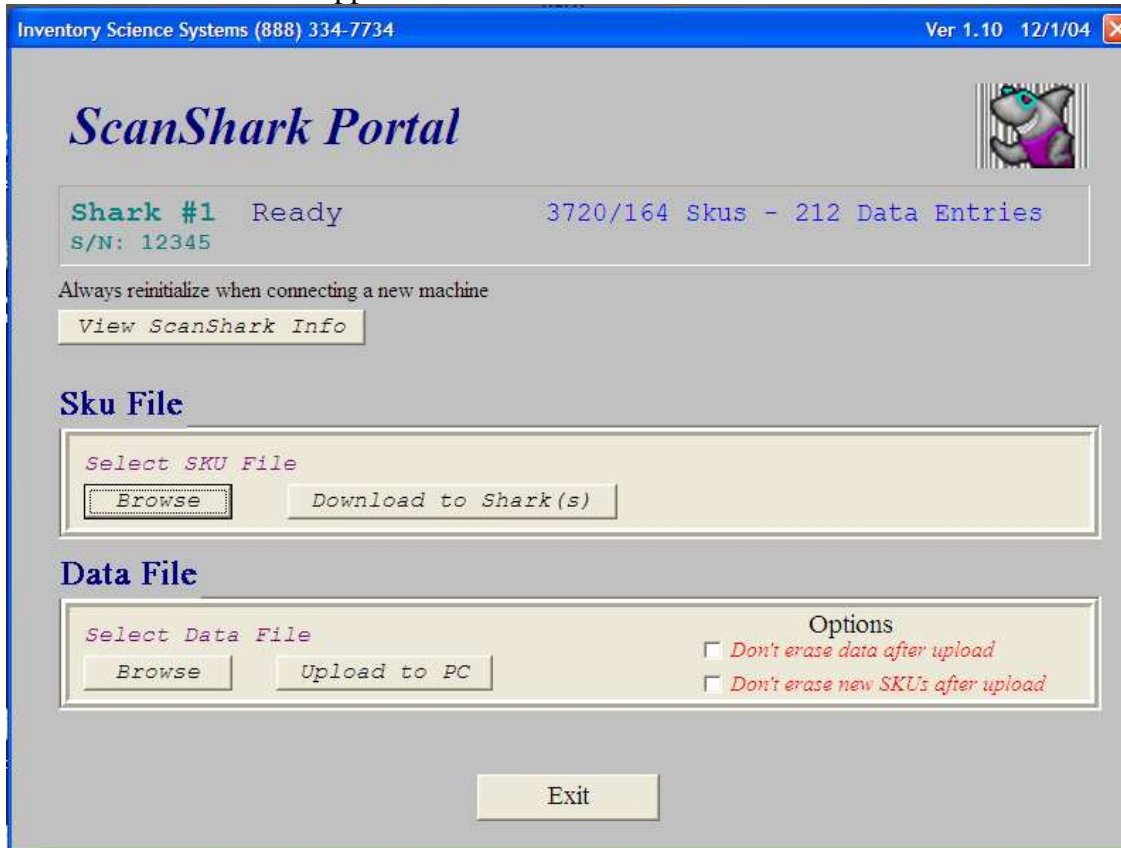 Inventory Science Systems (888) 334-7734 Ver 1.10 12/1/04
ScanShark Portal
Shark #1 Ready 3720/164 Skus - 212 Data Entries
S/N: 12345
Always reinitialize when connecting a new machine
View ScanShark Info
Sku File
Select SKU File
Browse Download to Shark(s)
Data File
Select Data File Options
Don't erase data after upload
Browse Upload to PC
Don't erase new SKUs after upload
Exit